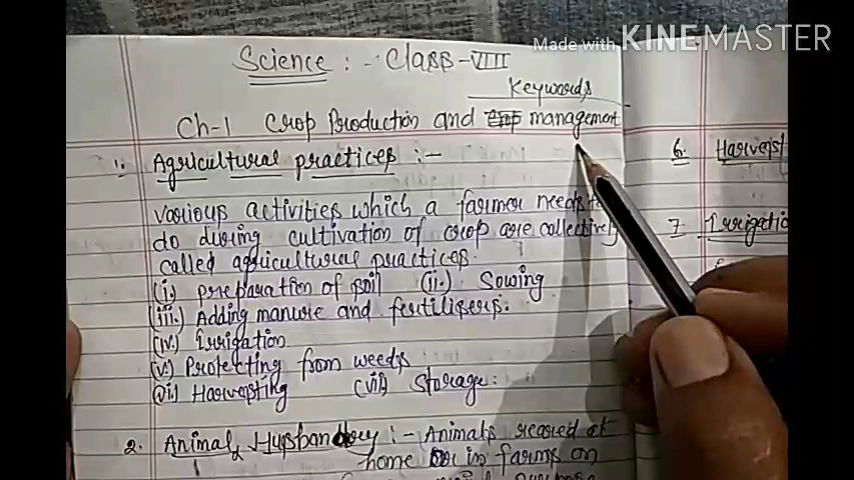 Made with KINEMASTER
Science :- Class-VIII
Keywords
Ch-1 Crop Production and management
1. Agricultural practices :-
various activities which a farmer needs to
do during cultivation of crop are collectively
called agricultural practices.
(i.) preparation of soil (ii.) Sowing
(iii.) Adding manure and fertilisers.
(iv.) Irrigation
(v.) Protecting from weeds
(vi) Harvesting (vii) Storage:
2. Animal Husbandry :- Animals reared at
home or in farms on
6. Harvest
7 Irrigatio